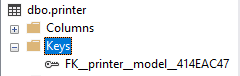 dbo.printer
Columns
Keys
FK__printer__model__414EAC47